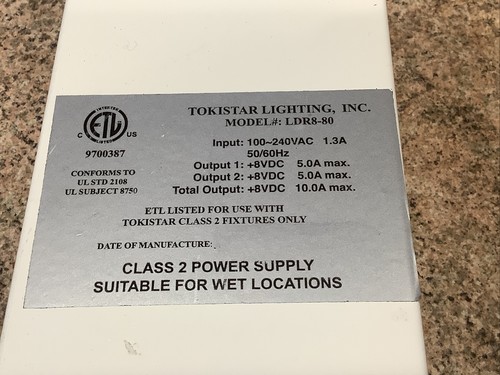 INTERTEK
ETL
LISTED
C US
9700387
CONFORMS TO
UL STD 2108
UL SUBJECT 8750
TOKISTAR LIGHTING, INC.
MODEL#: LDR8-80
Input: 100~240VAC 1.3A
50/60Hz
Output 1: +8VDC 5.0A max.
Output 2: +8VDC 5.0A max.
Total Output: +8VDC 10.0A max.
ETL LISTED FOR USE WITH
TOKISTAR CLASS 2 FIXTURES ONLY
DATE OF MANUFACTURE:
CLASS 2 POWER SUPPLY
SUITABLE FOR WET LOCATIONS